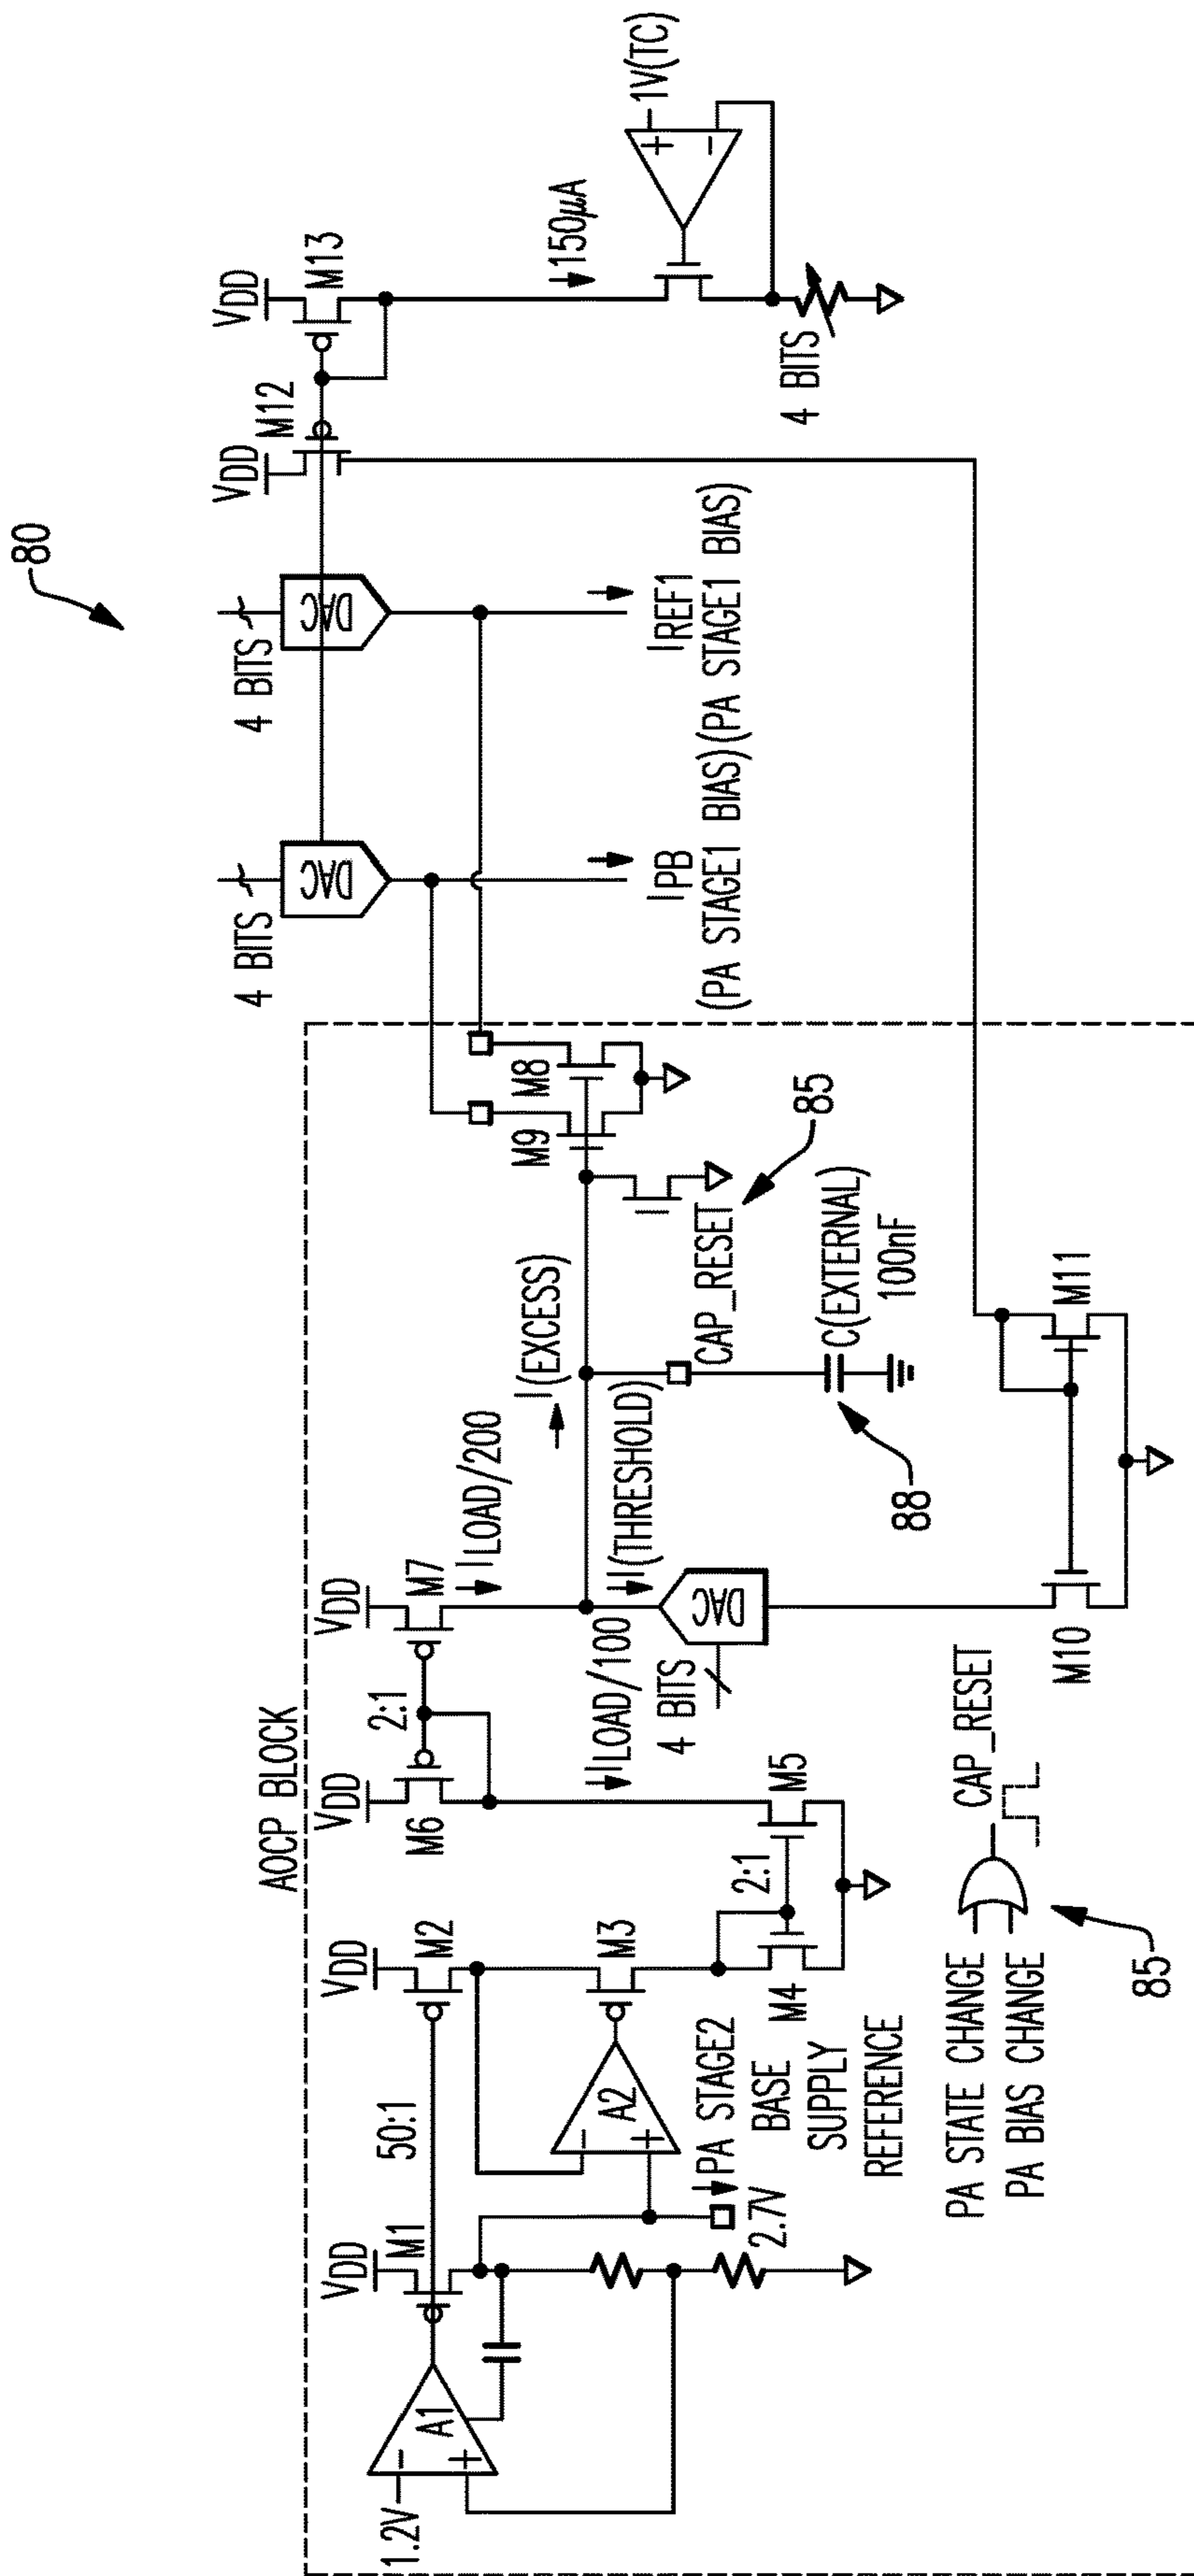 80
AOCP BLOCK
1.2V
−
+
A1
VDD
M1
50:1
VDD
M2
−
+
A2
M3
PA STAGE2
BASE
SUPPLY
REFERENCE
2.7V
M4
2:1
M5
VDD
M6
2:1
VDD
M7
ILOAD/200
ILOAD/100
I(EXCESS)
I(THRESHOLD)
4 BITS
DAC
CAP_RESET
85
C(EXTERNAL)
100nF
88
M9
M8
M10
M11
PA STATE CHANGE
PA BIAS CHANGE
CAP_RESET
85
4 BITS
DAC
IPB
(PA STAGE1 BIAS)
4 BITS
DAC
IREF1
(PA STAGE1 BIAS)
VDD
M12
VDD
M13
150μA
+
−
1V(TC)
4 BITS